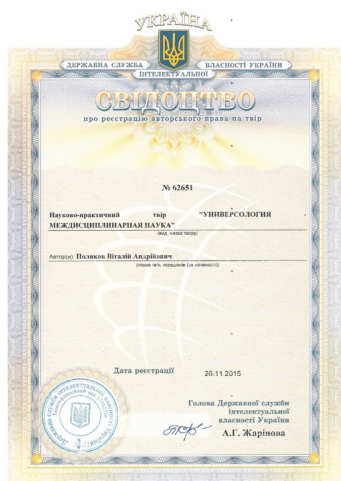 УКРАЇНА
ДЕРЖАВНА СЛУЖБА ІНТЕЛЕКТУАЛЬНОЇ ВЛАСНОСТІ УКРАЇНИ
СВІДОЦТВО
про реєстрацію авторського права на твір
№ 62651
Науково-практичний твір "УНИВЕРСОЛОГИЯ
МЕЖДИСЦИПЛИНАРНАЯ НАУКА"
(вид, назва твору)
Автор(и) Поляков Віталій Андрійович
(повне ім'я, псевдонім (за наявності))
Дата реєстрації 26.11.2015
Голова Державної служби
інтелектуальної
власності України
А.Г. Жарінова